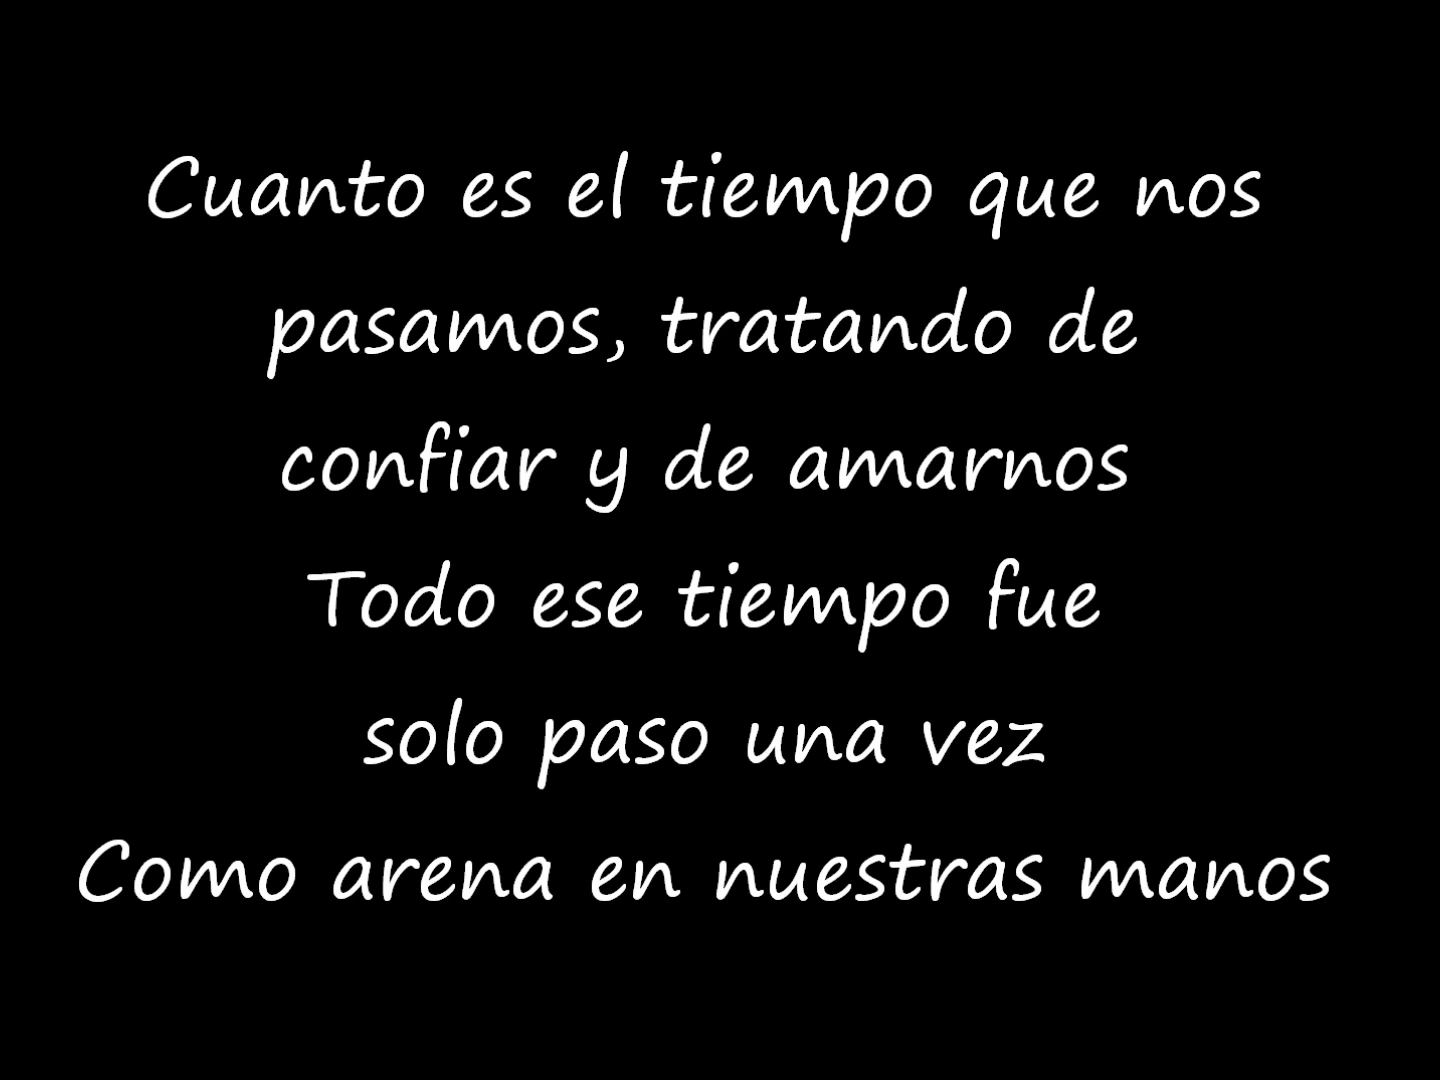 Cuanto es el tiempo que nos
pasamos, tratando de
confiar y de amarnos
Todo ese tiempo fue
solo paso una vez
Como arena en nuestras manos